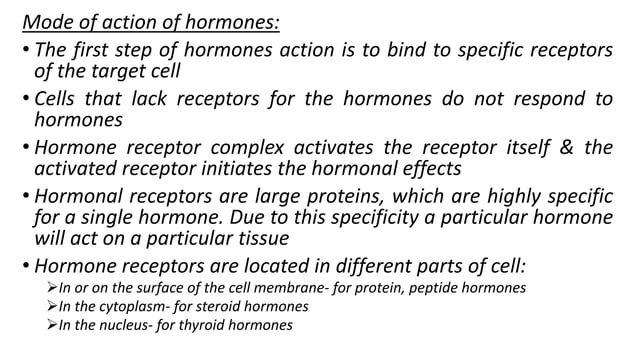 Mode of action of hormones:
• The first step of hormones action is to bind to specific receptors
of the target cell
• Cells that lack receptors for the hormones do not respond to
hormones
• Hormone receptor complex activates the receptor itself & the
activated receptor initiates the hormonal effects
• Hormonal receptors are large proteins, which are highly specific
for a single hormone. Due to this specificity a particular hormone
will act on a particular tissue
• Hormone receptors are located in different parts of cell:
➢In or on the surface of the cell membrane- for protein, peptide hormones
➢In the cytoplasm- for steroid hormones
➢In the nucleus- for thyroid hormones